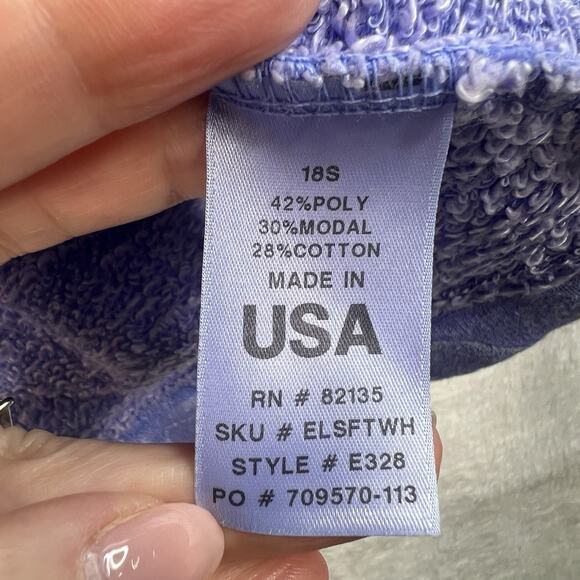 18S
42%POLY
30%MODAL
28%COTTON
MADE IN
USA
RN # 82135
SKU # ELSFTWH
STYLE # E328
PO # 709570-113